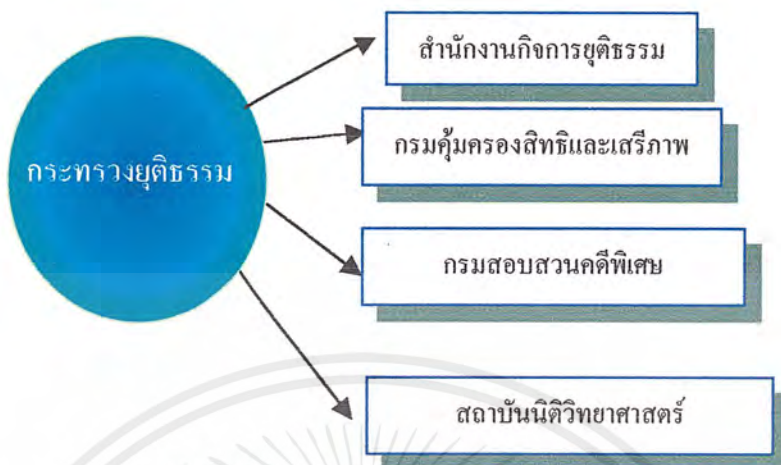 สำนักงานกิจการยุติธรรม
กรมคุ้มครองสิทธิและเสรีภาพ
กระทรวงยุติธรรม
กรมสอบสวนคดีพิเศษ
สถาบันนิติวิทยาศาสตร์